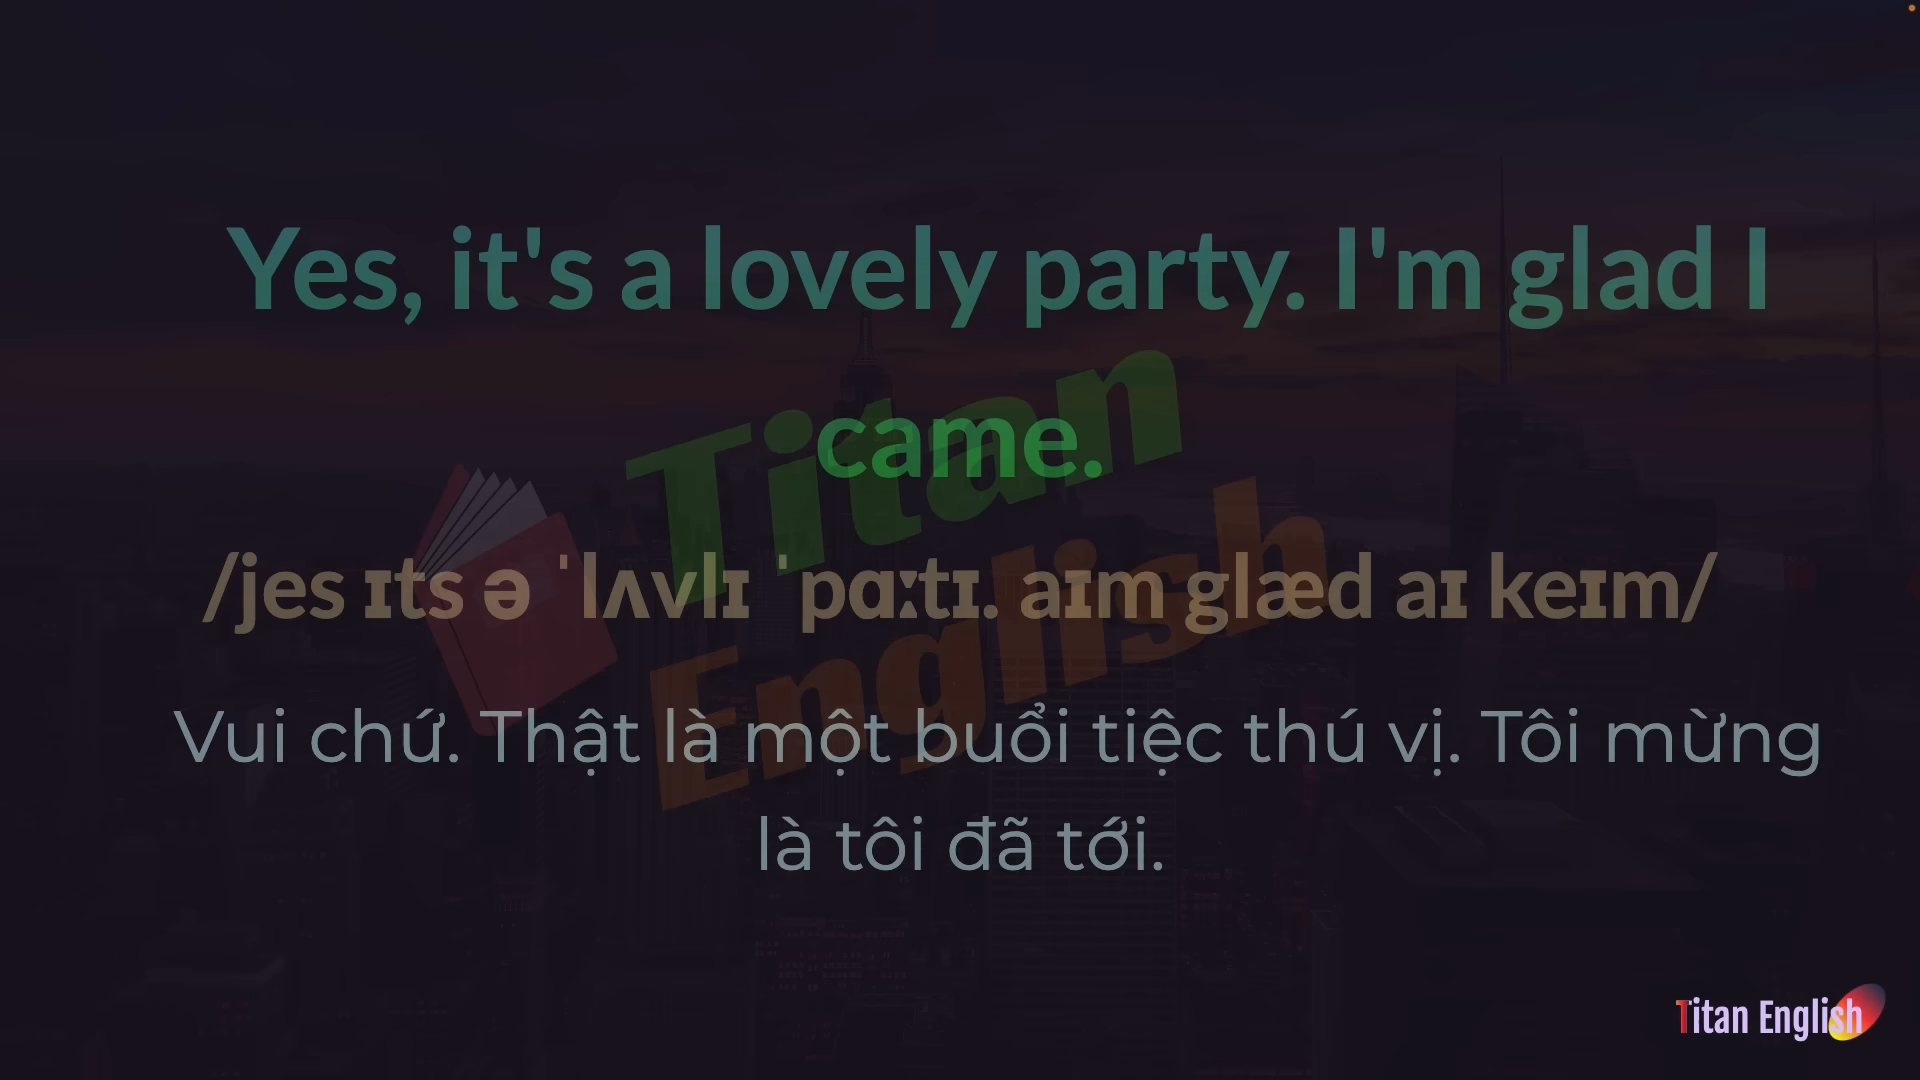 Yes, it's a lovely party. I'm glad I
came.
Titan
English
/jes ɪts ə ˈlʌvlɪ ˈpɑːtɪ. aɪm glæd aɪ keɪm/
Vui chứ. Thật là một buổi tiệc thú vị. Tôi mừng
là tôi đã tới.
Titan English